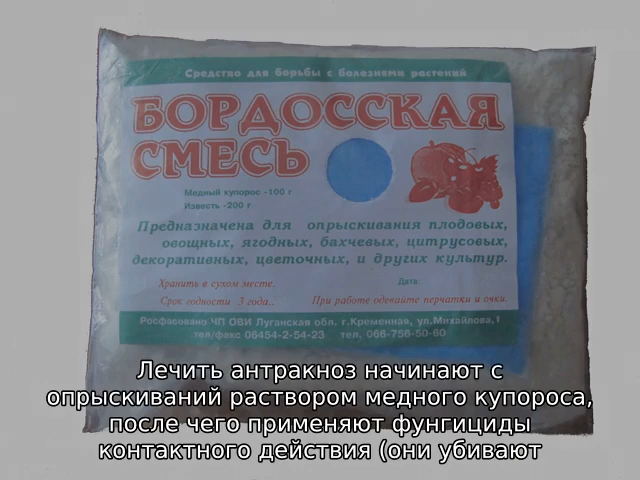 Средство для борьбы с болезнями растений
БОРДОССКАЯ
СМЕСЬ
Медный купорос -100 г
Известь -200 г
Предназначена для опрыскивания плодовых,
овощных, ягодных, бахчевых, цитрусовых,
декоративных, цветочных, и других культур.
Хранить в сухом месте.
Дата
Срок годности 3 года..
При работе одевайте перчатки и очки.
Росфасовано ЧП ОВИ Луганская обл. г.Кременная, ул.Михайлова,1
тел/факс 06454-2-54-23 тел. 066-756-50-60
Лечить антракноз начинают с
опрыскиваний раствором медного купороса,
после чего применяют фунгициды
контактного действия (они убивают